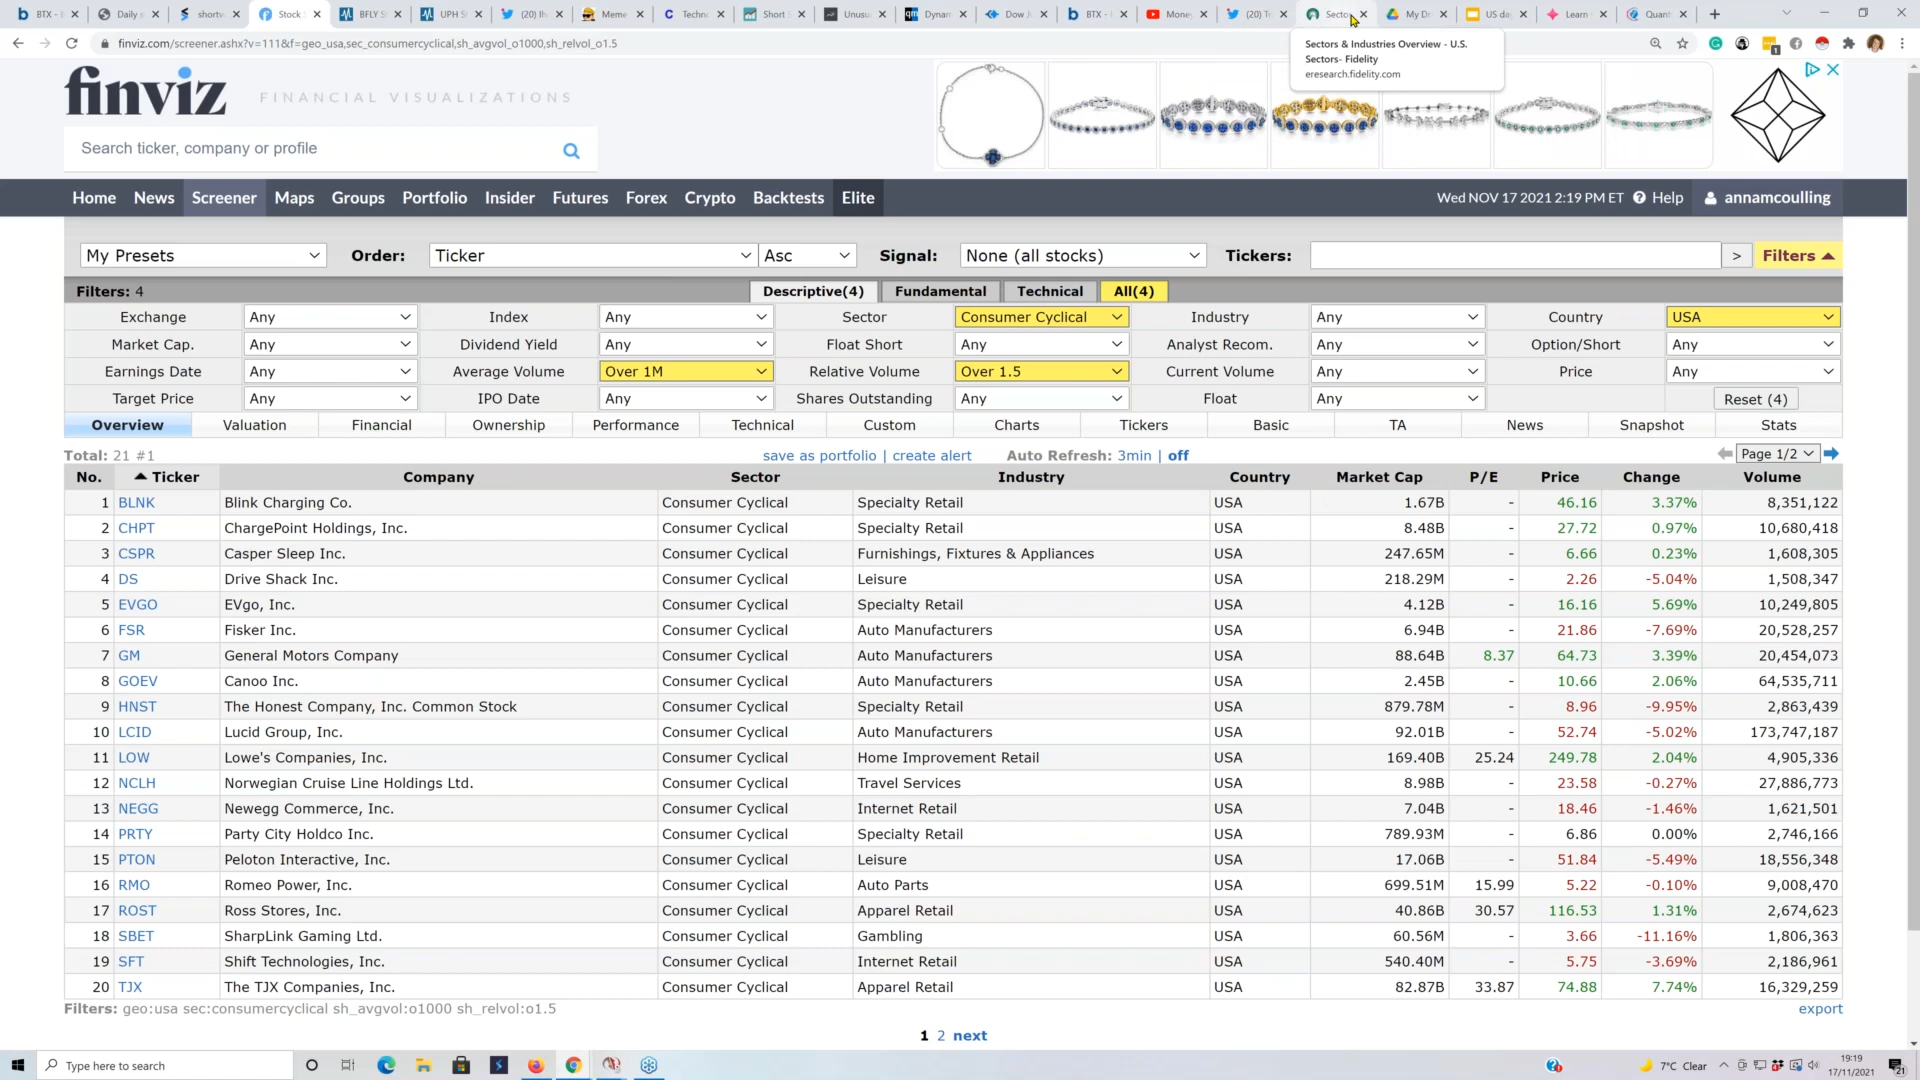 BTX - 
Daily s
shortv
Stock S
BFLY S
UPH S
(20) I
Meme
Techn
Short 
Unusu
Dynam
Dow J
BTX - 
Money
(20) T
Secto
My Dr
US da
Learn 
Quant
finviz.com/screener.ashx?v=111&f=geo_usa,sec_consumercyclical,sh_avgvol_o1000,sh_relvol_o1.5
Sectors & Industries Overview - U.S.
Sectors- Fidelity
eresearch.fidelity.com
finviz FINANCIAL VISUALIZATIONS
Search ticker, company or profile
Home News Screener Maps Groups Portfolio Insider Futures Forex Crypto Backtests Elite Wed NOV 17 2021 2:19 PM ET Help annamcoulling
My Presets Order: Ticker Asc Signal: None (all stocks) Tickers: > Filters
Filters: 4 Descriptive(4) Fundamental Technical All(4)
Exchange Any Index Any Sector Consumer Cyclical Industry Any Country USA
Market Cap. Any Dividend Yield Any Float Short Any Analyst Recom. Any Option/Short Any
Earnings Date Any Average Volume Over 1M Relative Volume Over 1.5 Current Volume Any Price Any
Target Price Any IPO Date Any Shares Outstanding Any Float Any Reset (4)
Overview Valuation Financial Ownership Performance Technical Custom Charts Tickers Basic TA News Snapshot Stats
Total: 21 #1 save as portfolio | create alert Auto Refresh: 3min | off Page 1/2
No. Ticker Company Sector Industry Country Market Cap P/E Price Change Volume
1 BLNK Blink Charging Co. Consumer Cyclical Specialty Retail USA 1.67B - 46.16 3.37% 8,351,122
2 CHPT ChargePoint Holdings, Inc. Consumer Cyclical Specialty Retail USA 8.48B - 27.72 0.97% 10,680,418
3 CSPR Casper Sleep Inc. Consumer Cyclical Furnishings, Fixtures & Appliances USA 247.65M - 6.66 0.23% 1,608,305
4 DS Drive Shack Inc. Consumer Cyclical Leisure USA 218.29M - 2.26 -5.04% 1,508,347
5 EVGO EVgo, Inc. Consumer Cyclical Specialty Retail USA 4.12B - 16.16 5.69% 10,249,805
6 FSR Fisker Inc. Consumer Cyclical Auto Manufacturers USA 6.94B - 21.86 -7.69% 20,528,257
7 GM General Motors Company Consumer Cyclical Auto Manufacturers USA 88.64B 8.37 64.73 3.39% 20,454,073
8 GOEV Canoo Inc. Consumer Cyclical Auto Manufacturers USA 2.45B - 10.66 2.06% 64,535,711
9 HNST The Honest Company, Inc. Common Stock Consumer Cyclical Specialty Retail USA 879.78M - 8.96 -9.95% 2,863,439
10 LCID Lucid Group, Inc. Consumer Cyclical Auto Manufacturers USA 92.01B - 52.74 -5.02% 173,747,187
11 LOW Lowe's Companies, Inc. Consumer Cyclical Home Improvement Retail USA 169.40B 25.24 249.78 2.04% 4,905,336
12 NCLH Norwegian Cruise Line Holdings Ltd. Consumer Cyclical Travel Services USA 8.98B - 23.58 -0.27% 27,886,773
13 NEGG Newegg Commerce, Inc. Consumer Cyclical Internet Retail USA 7.04B - 18.46 -1.46% 1,621,501
14 PRTY Party City Holdco Inc. Consumer Cyclical Specialty Retail USA 789.93M - 6.86 0.00% 2,746,166
15 PTON Peloton Interactive, Inc. Consumer Cyclical Leisure USA 17.06B - 51.84 -5.49% 18,556,348
16 RMO Romeo Power, Inc. Consumer Cyclical Auto Parts USA 699.51M 15.99 5.22 -0.10% 9,008,470
17 ROST Ross Stores, Inc. Consumer Cyclical Apparel Retail USA 40.86B 30.57 116.53 1.31% 2,674,623
18 SBET SharpLink Gaming Ltd. Consumer Cyclical Gambling USA 60.56M - 3.66 -11.16% 1,806,363
19 SFT Shift Technologies, Inc. Consumer Cyclical Internet Retail USA 540.40M - 5.75 -3.69% 2,186,961
20 TJX The TJX Companies, Inc. Consumer Cyclical Apparel Retail USA 82.87B 33.87 74.88 7.74% 16,329,259
Filters: geo:usa sec:consumercyclical sh_avgvol:o1000 sh_relvol:o1.5 export
1 2 next
Type here to search 7°C Clear 19:19
17/11/2021 21